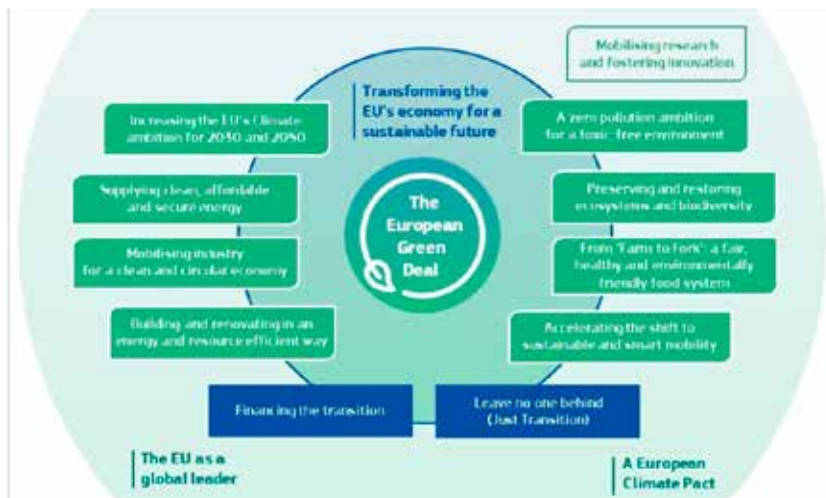 Mobilising research
and fostering innovation
Transforming the
EU's economy for a
sustainable future
Increasing the EU's Climate
ambition for 2030 and 2050
A zero pollution ambition
for a toxic-free environment
Supplying clean, affordable
and secure energy
The
European
Green
Deal
Preserving and restoring
ecosystems and biodiversity
Mobilising industry
for a clean and circular economy
From 'Farm to Fork': a fair,
healthy and environmentally
friendly food system
Building and renovating in an
energy and resource efficient way
Accelerating the shift to
sustainable and smart mobility
Financing the transition
Leave no one behind
(Just Transition)
The EU as a
global leader
A European
Climate Pact